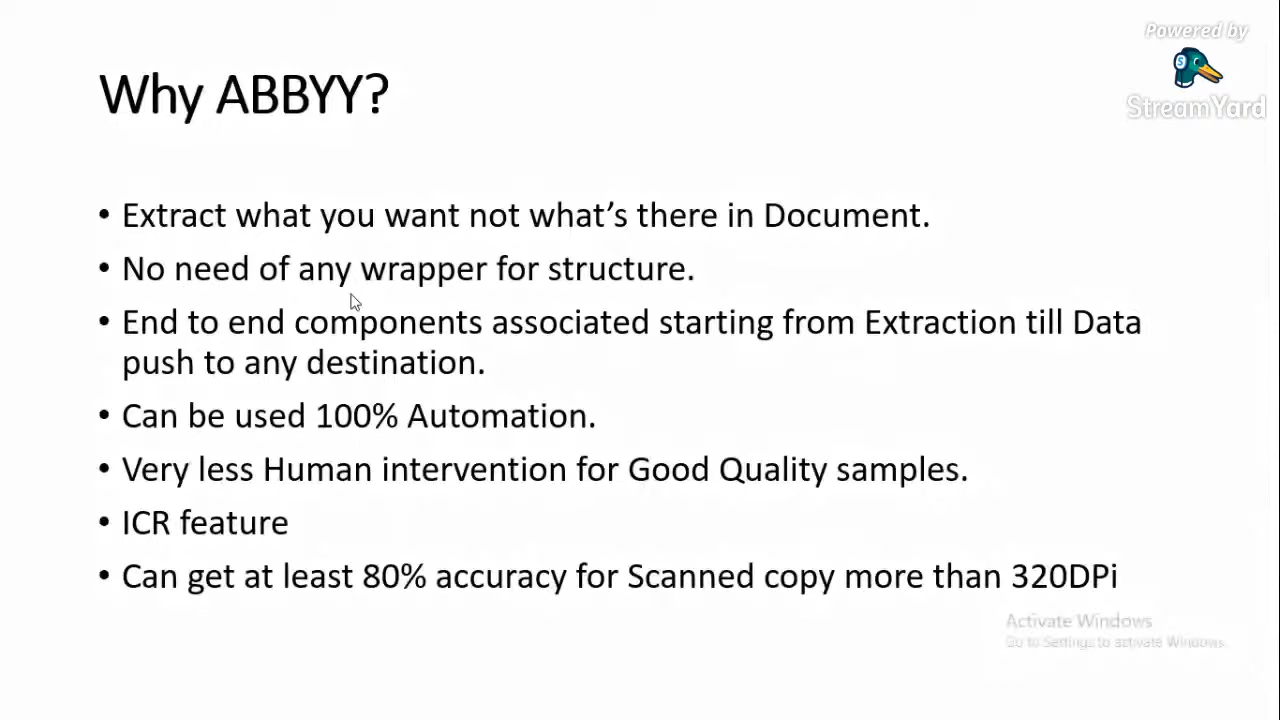 Powered by
StreamYard
Why ABBYY?
• Extract what you want not what's there in Document.
• No need of any wrapper for structure.
• End to end components associated starting from Extraction till Data
push to any destination.
• Can be used 100% Automation.
• Very less Human intervention for Good Quality samples.
• ICR feature
• Can get at least 80% accuracy for Scanned copy more than 320DPi
Activate Windows
Go to Settings to activate Windows.